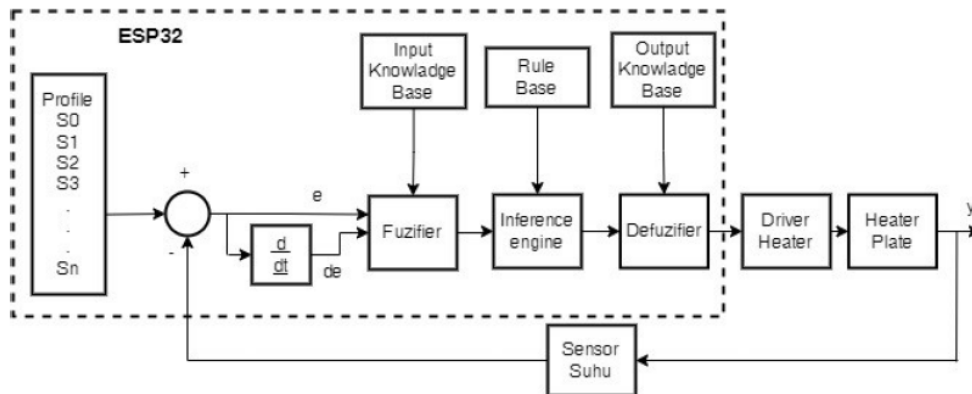 ESP32
Profile
S0
S1
S2
S3
.
.
.
Sn
+
-
e
d
dt
de
Input
Knowladge
Base
Rule
Base
Output
Knowladge
Base
Fuzifier
Inference
engine
Defuzifier
Driver
Heater
Heater
Plate
y
Sensor
Suhu